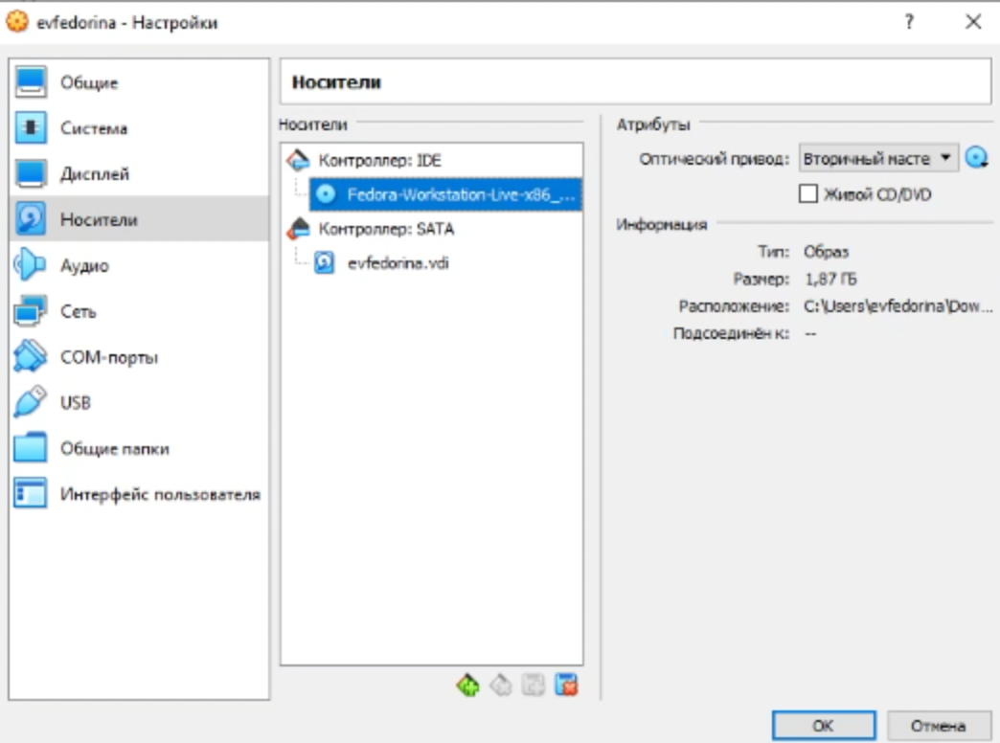 evfedorina - Настройки
?
Общие
Система
Дисплей
Носители
Аудио
Сеть
COM-порты
USB
Общие папки
Интерфейс пользователя
Носители
Носители
Контроллер: IDE
Fedora-Workstation-Live-x86_...
Контроллер: SATA
evfedorina.vdi
Атрибуты
Оптический привод: Вторичный масте
Живой CD/DVD
Информация
Тип: Образ
Размер: 1,87 ГБ
Расположение: C:\Users\evfedorina\Dow...
Подсоединён к: --
OK
Отмена